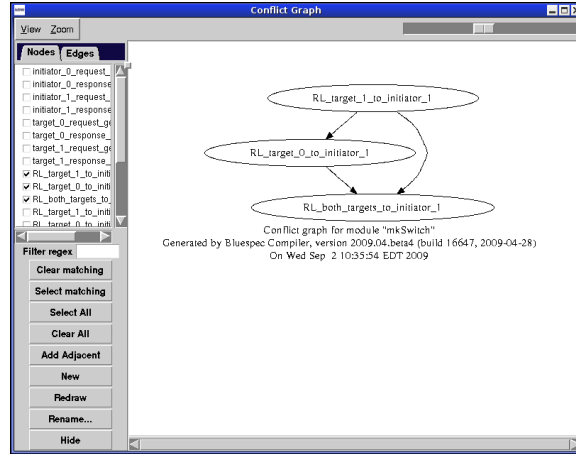 Conflict Graph
View Zoom
Nodes Edges
initiator_0_request_
initiator_0_response
initiator_1_request_
initiator_1_response
target_0_request_ge
target_0_response_
target_1_request_ge
target_1_response_
RL_target_1_to_initi
RL_target_0_to_initi
RL_both_targets_to_
RL_target_1_to_initi
RL_target_0_to_initi
Filter regex
Clear matching
Select matching
Select All
Clear All
Add Adjacent
New
Redraw
Rename...
Hide
RL_target_1_to_initiator_1
RL_target_0_to_initiator_1
RL_both_targets_to_initiator_1
Conflict graph for module "mkSwitch"
Generated by Bluespec Compiler, version 2009.04.beta4 (build 16647, 2009-04-28)
On Wed Sep 2 10:35:54 EDT 2009